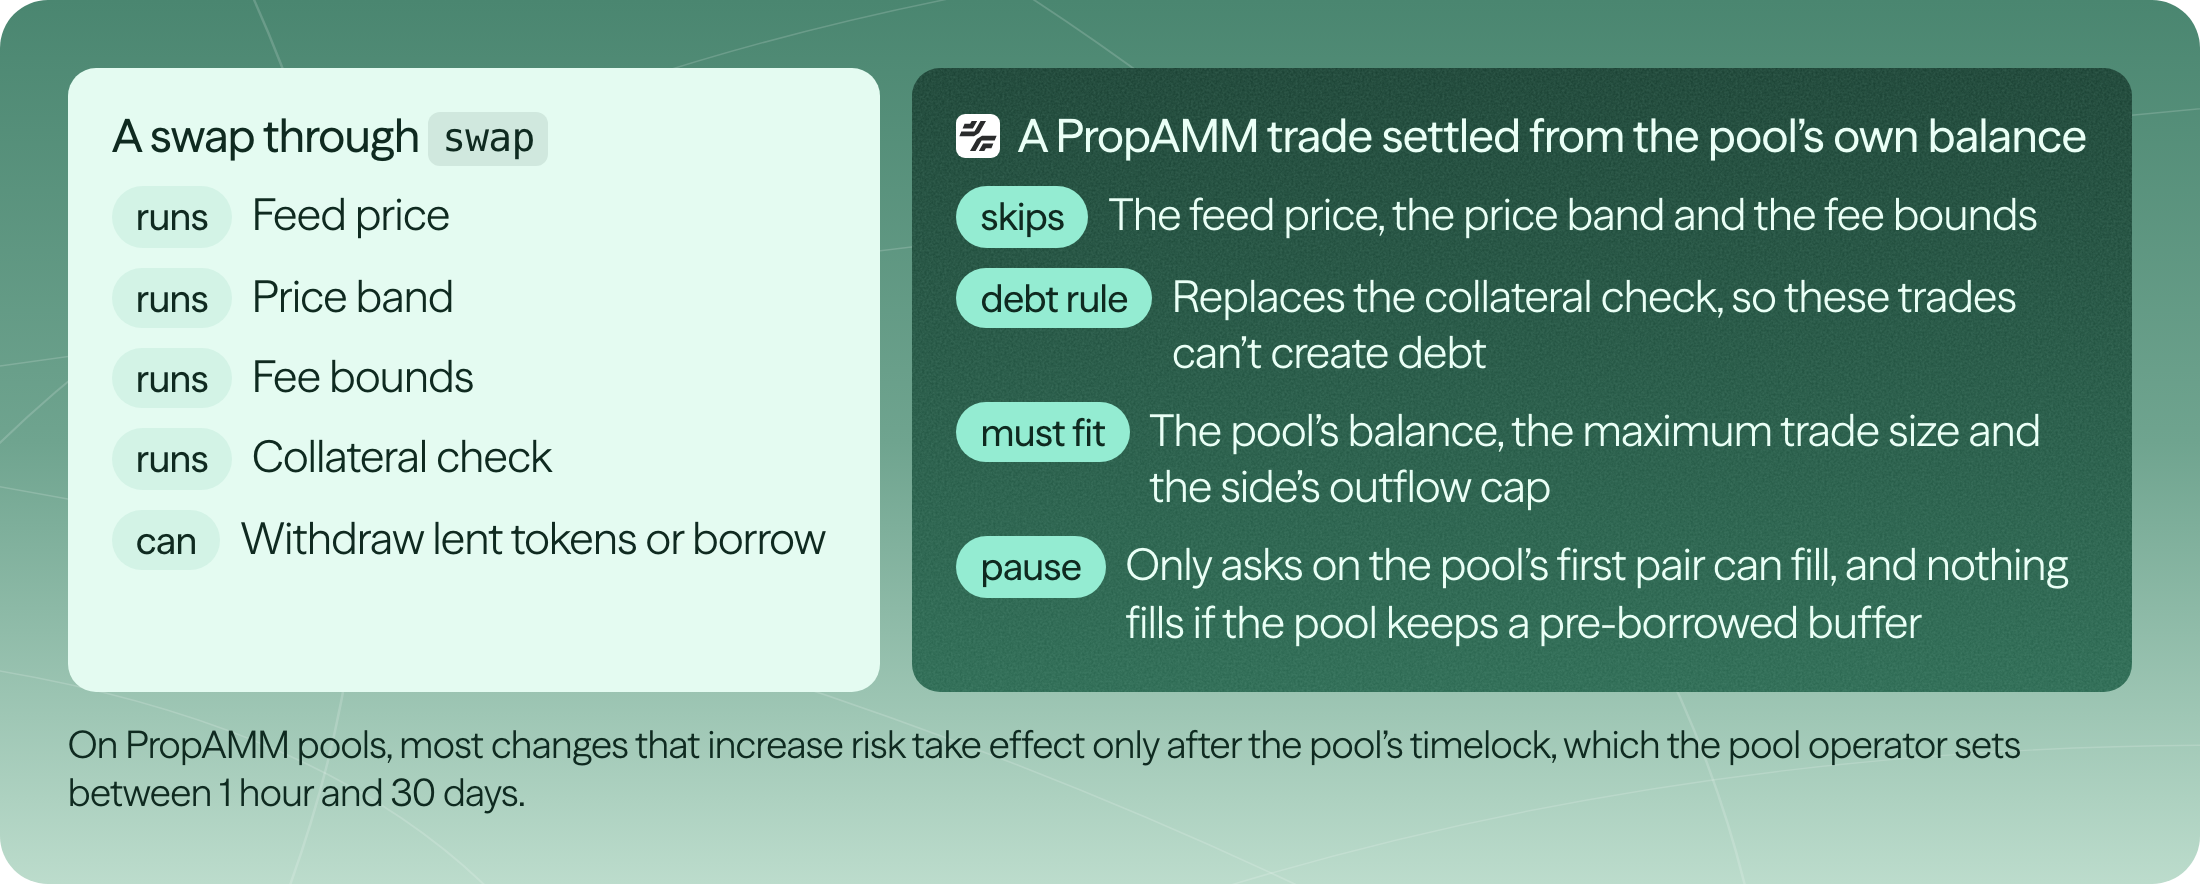 A swap through swap
runs Feed price
runs Price band
runs Fee bounds
runs Collateral check
can Withdraw lent tokens or borrow
A PropAMM trade settled from the pool’s own balance
skips The feed price, the price band and the fee bounds
debt rule Replaces the collateral check, so these trades
can’t create debt
must fit The pool’s balance, the maximum trade size and
the side’s outflow cap
pause Only asks on the pool’s first pair can fill, and nothing
fills if the pool keeps a pre-borrowed buffer
On PropAMM pools, most changes that increase risk take effect only after the pool’s timelock, which the pool operator sets
between 1 hour and 30 days.